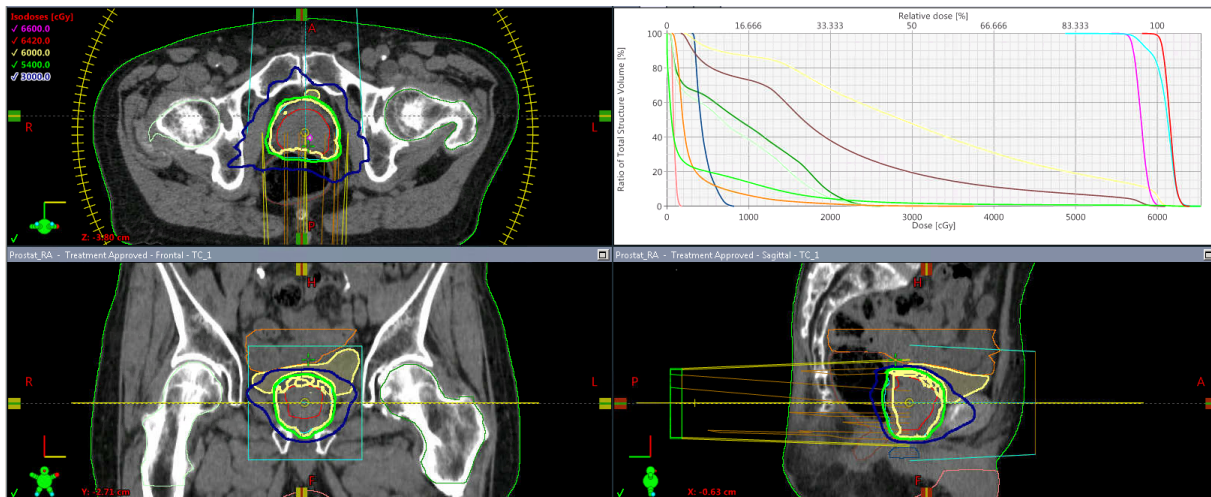 Isodoses [cGy]
✓ 6600.0
✓ 6420.0
✓ 6000.0
✓ 5400.0
✓ 3000.0
A
R
L
P
Z: -3.80 cm
Relative dose [%]
0 16.666 33.333 50 66.666 83.333 100
Ratio of Total Structure Volume [%]
100
80
60
40
20
0
0 1000 2000 3000 4000 5000 6000
Dose [cGy]
Prostat_RA - Treatment Approved - Frontal - TC_1
H
R
L
F
Y: -2.71 cm
Prostat_RA - Treatment Approved - Sagittal - TC_1
H
P
A
F
X: -0.63 cm